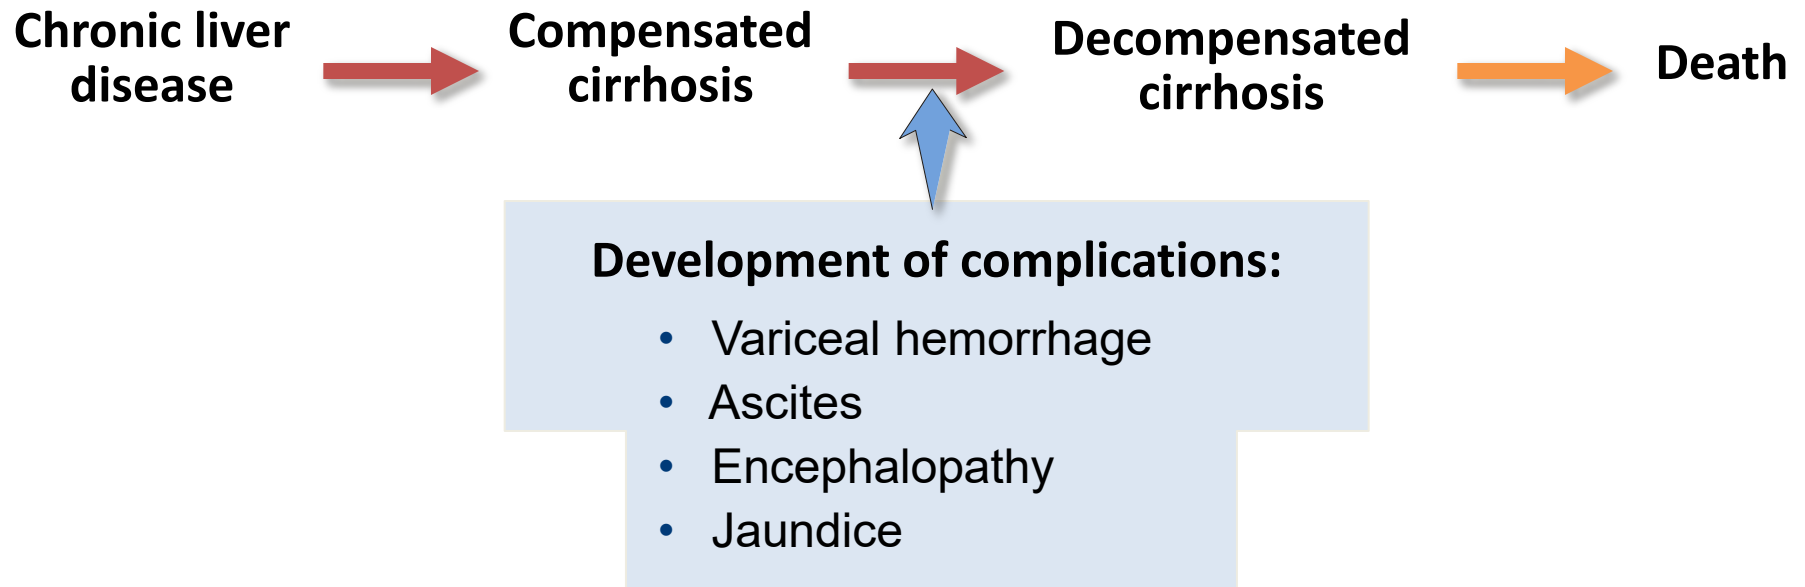 Chronic liver
disease
Compensated
cirrhosis
Decompensated
cirrhosis
Death
Development of complications:
• Variceal hemorrhage
• Ascites
• Encephalopathy
• Jaundice